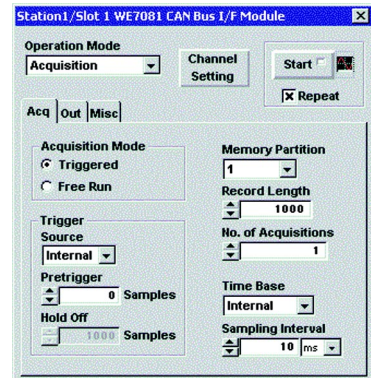 Station1/Slot 1 WE7081 CAN Bus I/F Module
Operation Mode
Acquisition
Channel Setting
Start
Repeat
Acq Out Misc
Acquisition Mode
Triggered
Free Run
Trigger
Source
Internal
Pretrigger
0 Samples
Hold Off
1000 Samples
Memory Partition
1
Record Length
1000
No. of Acquisitions
1
Time Base
Internal
Sampling Interval
10 ms